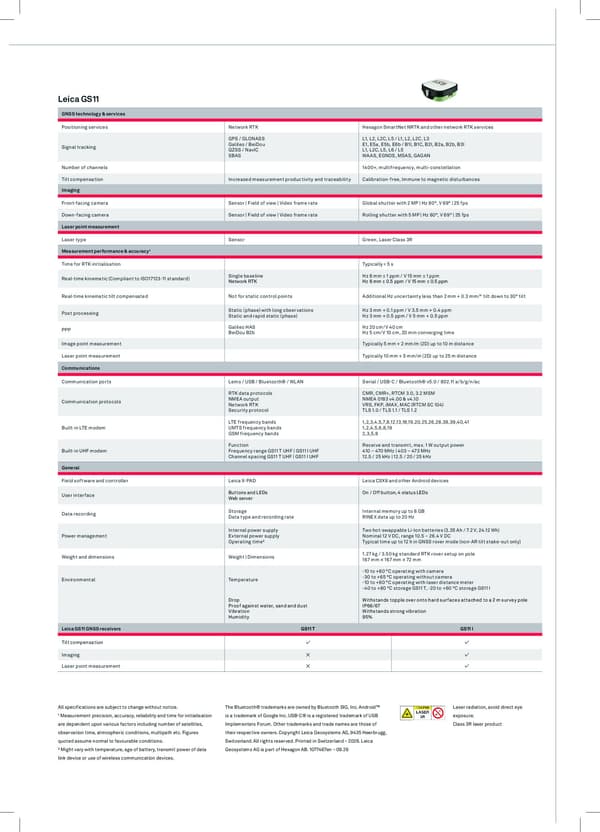 Leica GS11
GNSS technology & services
Positioning services Network RTK Hexagon SmartNet NRTK and other network RTK services
Signal tracking
GPS / GLONASS
Galileo / BeiDou
QZSS / NavIC
SBAS
L1, L2, L2C, L5 / L1, L2, L2C, L3
E1, E5a, E5b, E6b / B1I, B1C, B2I, B2a, B2b, B3I
L1, L2C, L5, L6 / L5
WAAS, EGNOS, MSAS, GAGAN
Number of channels 1400+, multifrequency, multi-constellation
Tilt compensation Increased measurement productivity and traceability Calibration-free, Immune to magnetic disturbances
Imaging
Front-facing camera Sensor | Field of view | Video frame rate Global shutter with 2 MP | Hz 80°, V 69° | 25 fps
Down-facing camera Sensor | Field of view | Video frame rate Rolling shutter with 5 MP | Hz 60°, V 69° | 25 fps
Laser point measurement
Laser type Sensor Green, Laser Class 3R
Measurement performance & accuracy¹
Time for RTK initialisation Typically < 5 s
Real-time kinematic (Compliant to ISO17123-11 standard)
Single baseline
Network RTK
Hz 8 mm ± 1 ppm / V 15 mm ± 1 ppm
Hz 8 mm ± 0.5 ppm / V 15 mm ± 0.5 ppm
Real-time kinematic tilt compensated Not for static control points Additional Hz uncertainty less than 2 mm + 0.3 mm/° tilt down to 30° tilt
Post processing
Static (phase) with long observations
Static and rapid static (phase)
Hz 3 mm + 0.1 ppm / V 3.5 mm + 0.4 ppm
Hz 3 mm + 0.5 ppm / V 5 mm + 0.5 ppm
PPP
Galileo HAS
BeiDou B2b
Hz 20 cm/V 40 cm
Hz 5 cm/V 10 cm, 20 min converging time
Image point measurement Typically 5 mm + 2 mm/m (2D) up to 10 m distance
Laser point measurement Typically 10 mm + 5 mm/m (2D) up to 25 m distance
Communications
Communication ports Lemo / USB / Bluetooth® / WLAN Serial / USB-C / Bluetooth® v5.0 / 802.11 a/b/g/n/ac
Communication protocols
RTK data protocols
NMEA output
Network RTK
Security protocol
CMR, CMR+, RTCM 3.0, 3.2 MSM
NMEA 0183 v4.00 & v4.10
VRS, FKP, iMAX, MAC (RTCM SC 104)
TLS 1.0 / TLS 1.1 / TLS 1.2
Built-in LTE modem
LTE frequency bands
UMTS frequency bands
GSM frequency bands
1,2,3,4,5,7,8,12,13,18,19,20,25,26,28,38,39,40,41
1,2,4,5,6,8,19
2,3,5,8
Built-in UHF modem
Function
Frequency range GS11 T UHF | GS11 I UHF
Channel spacing GS11 T UHF | GS11 I UHF
Receive and transmit, max. 1 W output power
410 – 470 MHz | 403 – 473 MHz
12.5 / 25 kHz | 12.5 / 20 / 25 kHz
General
Field software and controller Leica X-PAD Leica CSX8 and other Android devices
User interface
Buttons and LEDs
Web server
On / Off button, 4 status LEDs
Data recording
Storage
Data type and recording rate
Internal memory up to 8 GB
RINEX data up to 20 Hz
Power management
Internal power supply
External power supply
Operating time²
Two hot-swappable Li-Ion batteries (3.35 Ah / 7.2 V, 24.12 Wh)
Nominal 12 V DC, range 10.5 – 26.4 V DC
Typical time up to 12 h in GNSS rover mode (non-AR tilt stake-out only)
Weight and dimensions Weight | Dimensions
1.27 kg / 3.50 kg standard RTK rover setup on pole
167 mm × 167 mm × 72 mm
Environmental Temperature
-10 to +60 °C operating with camera
-30 to +65 °C operating without camera
-10 to +60 °C operating with laser distance meter
-40 to +80 °C storage GS11 T, -20 to +80 °C storage GS11 I
Drop
Proof against water, sand and dust
Vibration
Humidity
Withstands topple over onto hard surfaces attached to a 2 m survey pole
IP66/67
Withstands strong vibration
95%
Leica GS11 GNSS receivers GS11 T GS11 I
Tilt compensation ✓ ✓
Imaging × ✓
Laser point measurement × ✓
All specifications are subject to change without notice.
¹ Measurement precision, accuracy, reliability and time for initialisation
are dependent upon various factors including number of satellites,
observation time, atmospheric conditions, multipath etc. Figures
quoted assume normal to favourable conditions.
² Might vary with temperature, age of battery, transmit power of data
link device or use of wireless communication devices.
The Bluetooth® trademarks are owned by Bluetooth SIG, Inc. Android™
is a trademark of Google Inc. USB-C® is a registered trademark of USB
Implementers Forum. Other trademarks and trade names are those of
their respective owners. Copyright Leica Geosystems AG, 9435 Heerbrugg,
Switzerland. All rights reserved. Printed in Switzerland – 2026. Leica
Geosystems AG is part of Hexagon AB.
LASER
3R
Laser radiation, avoid direct eye
exposure.
Class 3R laser product